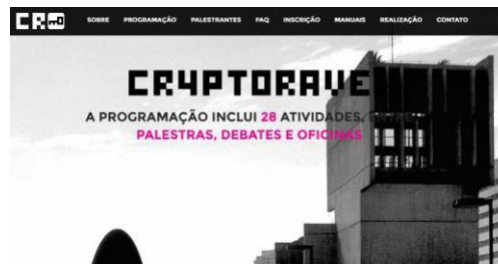 CR
SOBRE PROGRAMAÇÃO PALESTRANTES FAQ INSCRIÇÃO MANUAIS REALIZAÇÃO CONTATO
CRYPTORAVE
A PROGRAMAÇÃO INCLUI 28 ATIVIDADES,
PALESTRAS, DEBATES E OFICINAS